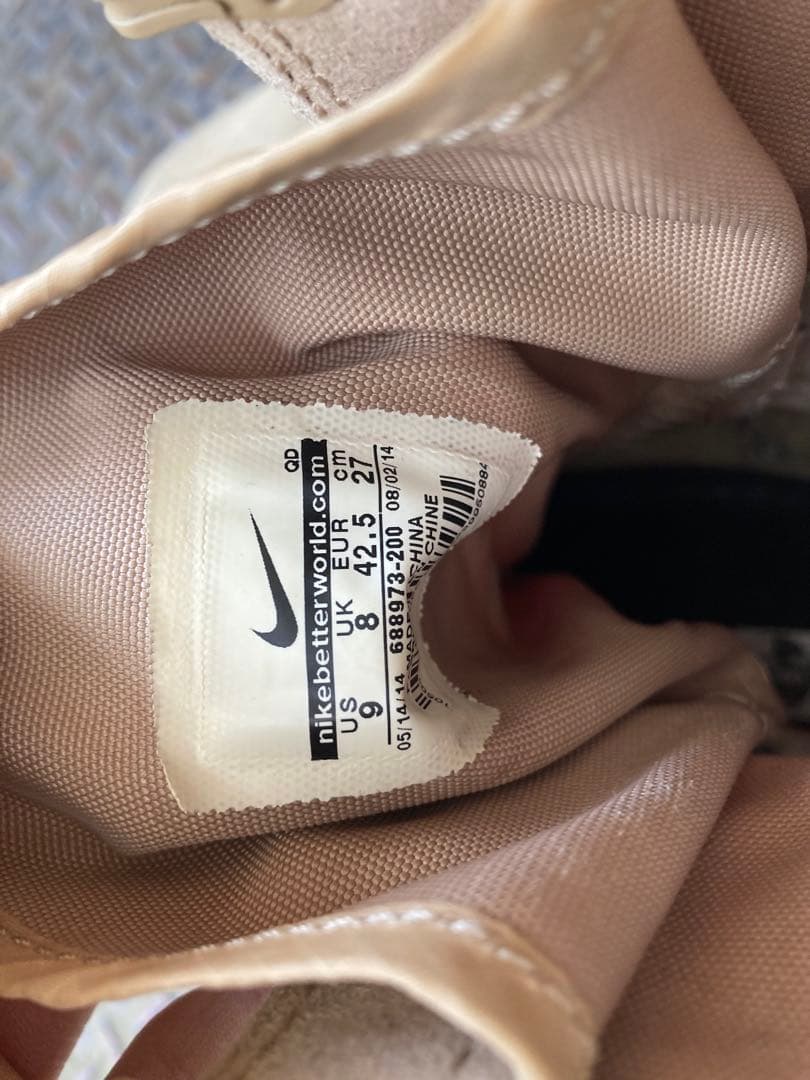 QD
nikebetterworld.com
US UK EUR cm
9 8 42.5 27
05/14/14 688973-200 08/02/14
CHINE